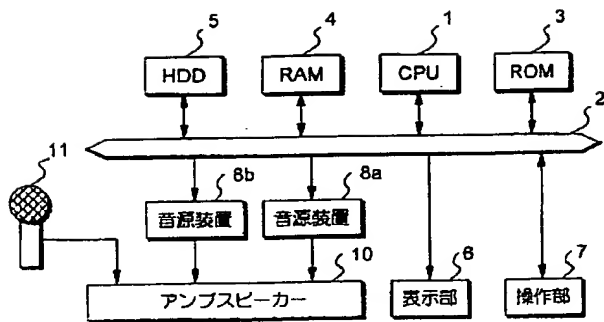 5 4 1 3
HDD RAM CPU ROM
2
11
8b 8a
音源装置 音源装置
10 6 7
アンプスピーカー 表示部 操作部